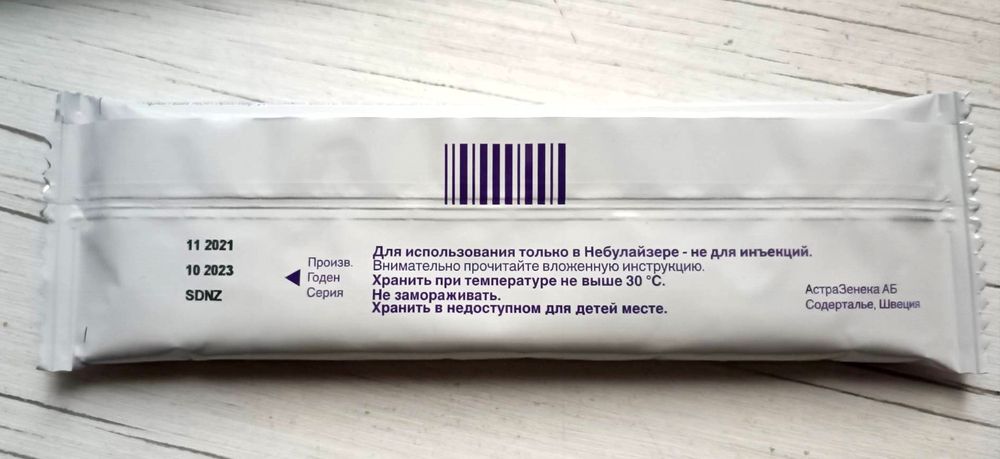 11 2021
10 2023
SDNZ
Произв.
Годен
Серия
Для использования только в Небулайзере - не для инъекций.
Внимательно прочитайте вложенную инструкцию.
Хранить при температуре не выше 30 °C.
Не замораживать.
Хранить в недоступном для детей месте.
АстраЗенека АБ
Содерталье, Швеция